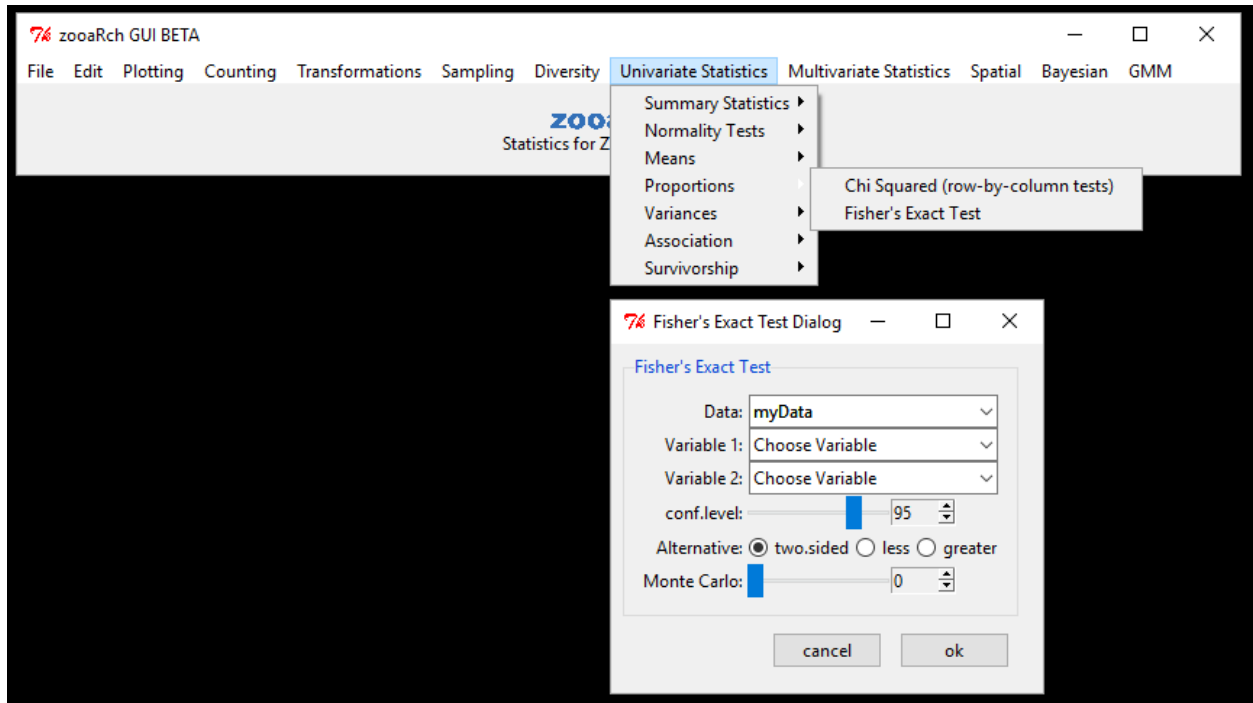 zooaRch GUI BETA
File Edit Plotting Counting Transformations Sampling Diversity Univariate Statistics Multivariate Statistics Spatial Bayesian GMM
Statistics for
Summary Statistics
Normality Tests
Means
Proportions
Variances
Association
Survivorship
Chi Squared (row-by-column tests)
Fisher's Exact Test
Fisher's Exact Test Dialog
Fisher's Exact Test
Data: myData
Variable 1: Choose Variable
Variable 2: Choose Variable
conf.level: 95
Alternative: two.sided less greater
Monte Carlo: 0
cancel ok